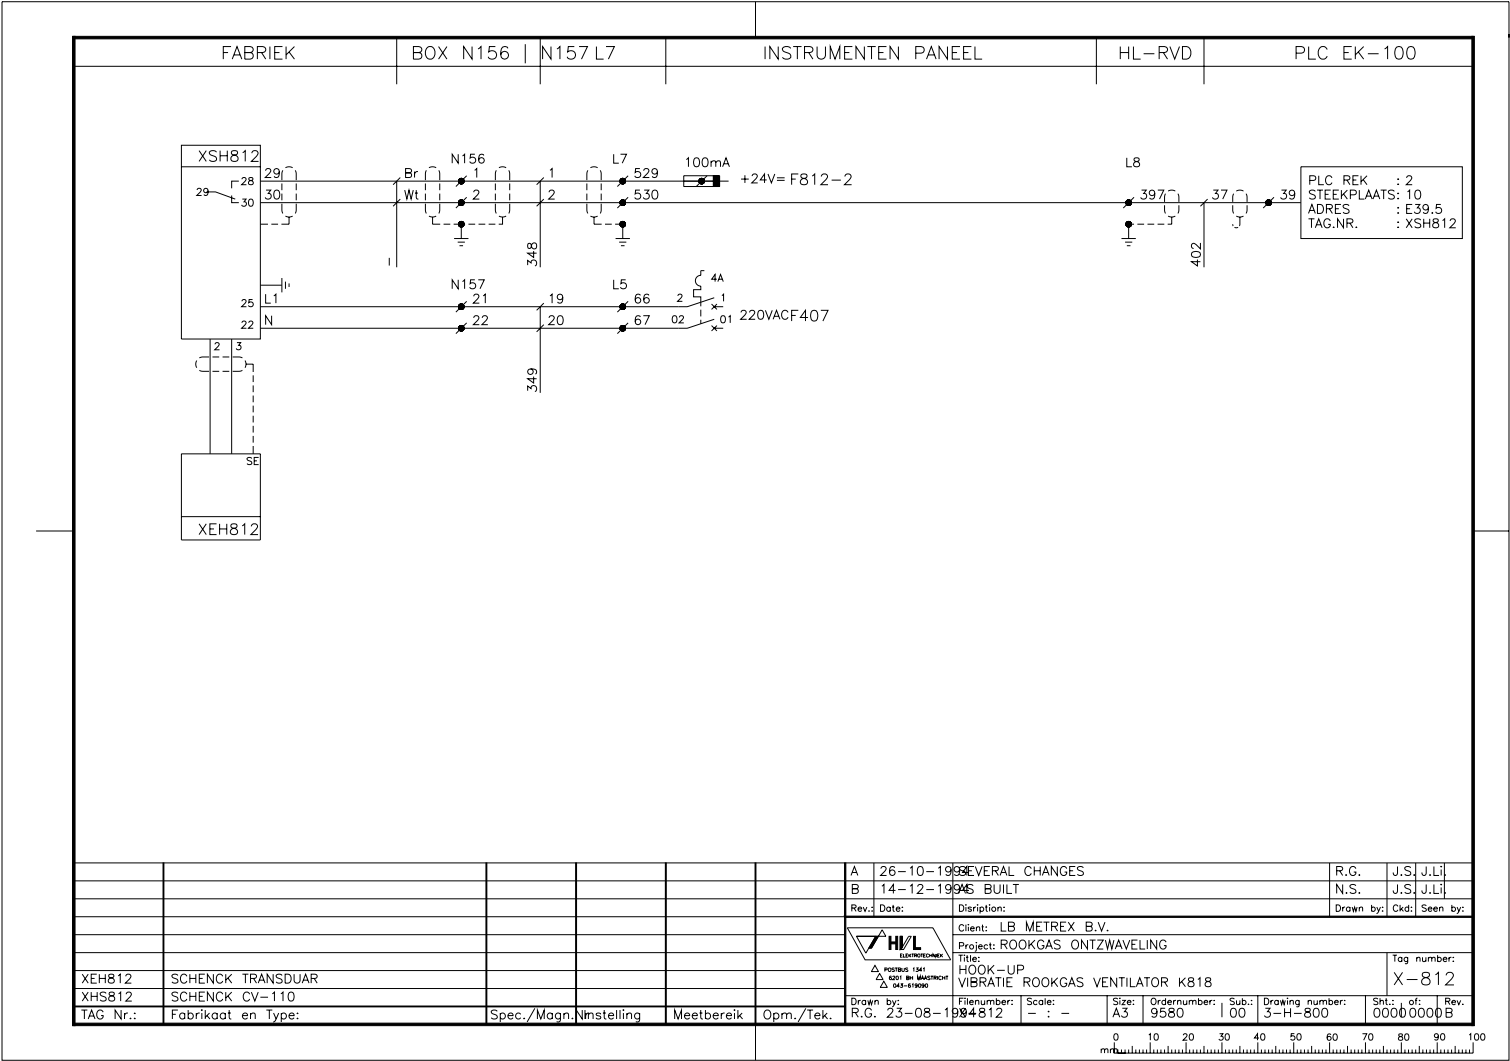 FABRIEK BOX N156 | N157 L7 INSTRUMENTEN PANEEL HL-RVD PLC EK-100
XSH812
N156 L7 100mA L8
29 Br 1 1 529 +24V= F812-2
28
29
30 30 Wt 2 2 530 397 37 39
PLC REK : 2
STEEKPLAATS: 10
ADRES : E39.5
TAG.NR. : XSH812
348
402
N157 L5 4A
25 L1 21 19 66 2 1
220VACF407
22 N 22 20 67 02 01
2 3
349
SE
XEH812
A 26-10-1994 SEVERAL CHANGES R.G. J.S. J.Li.
B 14-12-1994 AS BUILT N.S. J.S. J.Li.
Rev.: Date: Disription: Drawn by: Ckd: Seen by:
HVL
ELEKTROTECHNIEK
POSTBUS 1341
6201 BH MAASTRICHT
043-619090
Client: LB METREX B.V.
Project: ROOKGAS ONTZWAVELING
Title:
HOOK-UP
VIBRATIE ROOKGAS VENTILATOR K818
Tag number:
X-812
XEH812 SCHENCK TRANSDUAR
XHS812 SCHENCK CV-110
TAG Nr.: Fabrikaat en Type: Spec./Magn.Nr Instelling Meetbereik Opm./Tek.
Drawn by: Filenumber: Scale: Size: Ordernumber: Sub.: Drawing number: Sht.: of: Rev.
R.G. 23-08-1994 X4812 - : - A3 9580 00 3-H-800 0000 0000 B
0 10 20 30 40 50 60 70 80 90 100
mm